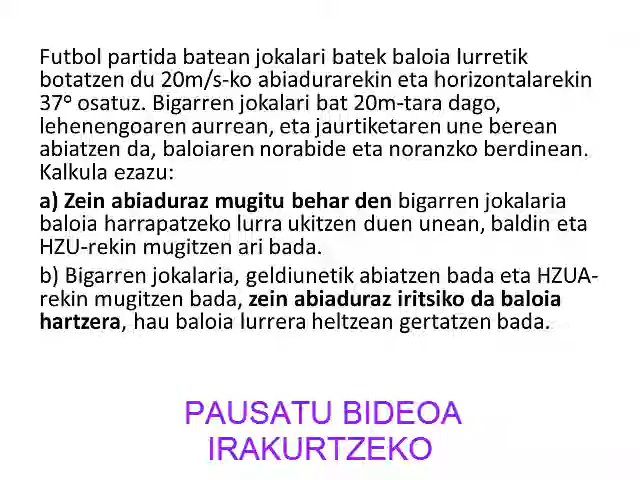 Futbol partida batean jokalari batek baloia lurretik
botatzen du 20m/s-ko abiadurarekin eta horizontalarekin
37º osatuz. Bigarren jokalari bat 20m-tara dago,
lehenengoaren aurrean, eta jaurtiketaren une berean
abiatzen da, baloiaren norabide eta noranzko berdinean.
Kalkula ezazu:
a) Zein abiaduraz mugitu behar den bigarren jokalaria
baloia harrapatzeko lurra ukitzen duen unean, baldin eta
HZU-rekin mugitzen ari bada.
b) Bigarren jokalaria, geldiunetik abiatzen bada eta HZUA-
rekin mugitzen bada, zein abiaduraz iritsiko da baloia
hartzera, hau baloia lurrera heltzean gertatzen bada.
PAUSATU BIDEOA
IRAKURTZEKO